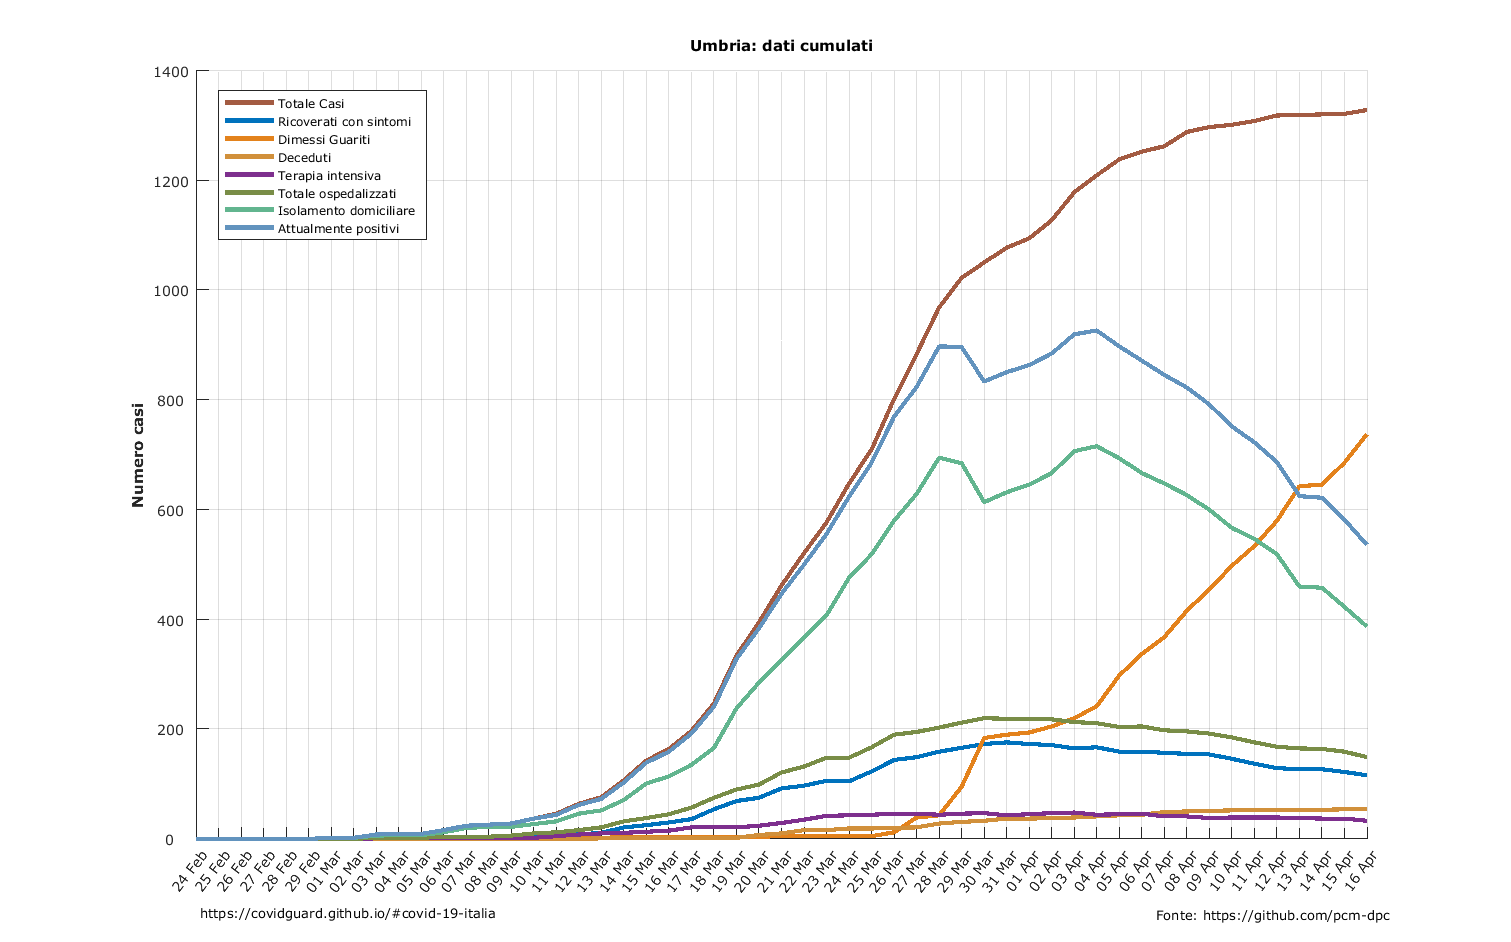 Umbria: dati cumulati
1400
1200
1000
800
600
400
200
0
Numero casi
Totale Casi
Ricoverati con sintomi
Dimessi Guariti
Deceduti
Terapia intensiva
Totale ospedalizzati
Isolamento domiciliare
Attualmente positivi
24 Feb
25 Feb
26 Feb
27 Feb
28 Feb
29 Feb
01 Mar
02 Mar
03 Mar
04 Mar
05 Mar
06 Mar
07 Mar
08 Mar
09 Mar
10 Mar
11 Mar
12 Mar
13 Mar
14 Mar
15 Mar
16 Mar
17 Mar
18 Mar
19 Mar
20 Mar
21 Mar
22 Mar
23 Mar
24 Mar
25 Mar
26 Mar
27 Mar
28 Mar
29 Mar
30 Mar
31 Mar
01 Apr
02 Apr
03 Apr
04 Apr
05 Apr
06 Apr
07 Apr
08 Apr
09 Apr
10 Apr
11 Apr
12 Apr
13 Apr
14 Apr
15 Apr
16 Apr
https://covidguard.github.io/#covid-19-italia
Fonte: https://github.com/pcm-dpc